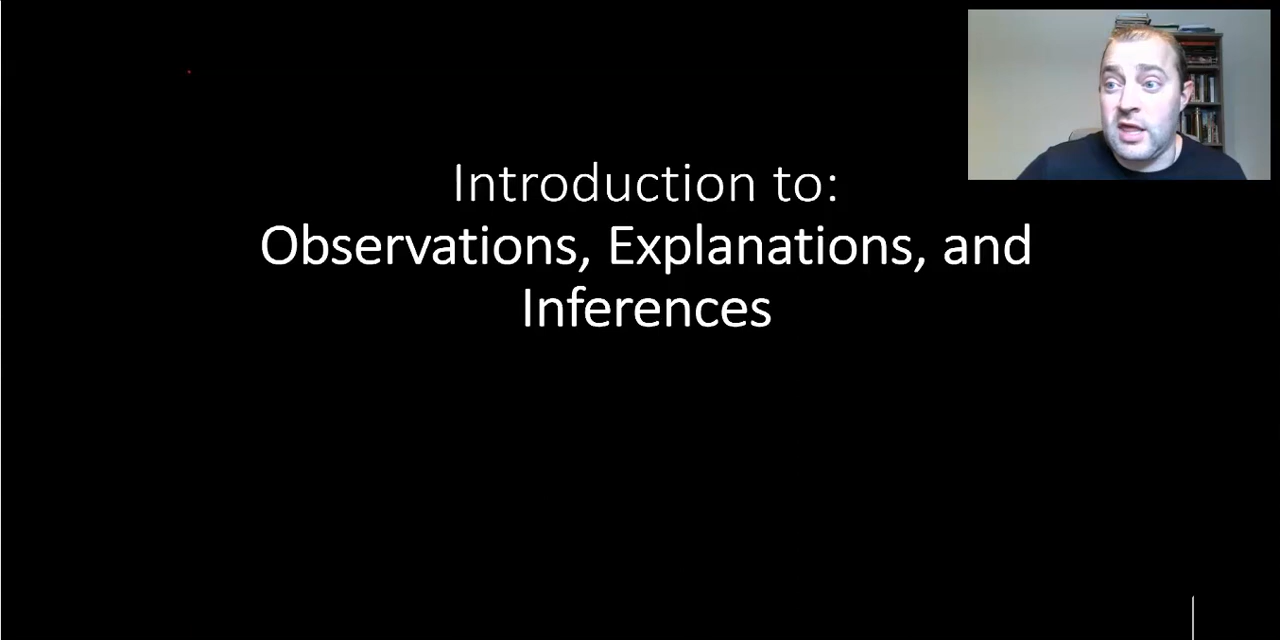 Introduction to:
Observations, Explanations, and
Inferences